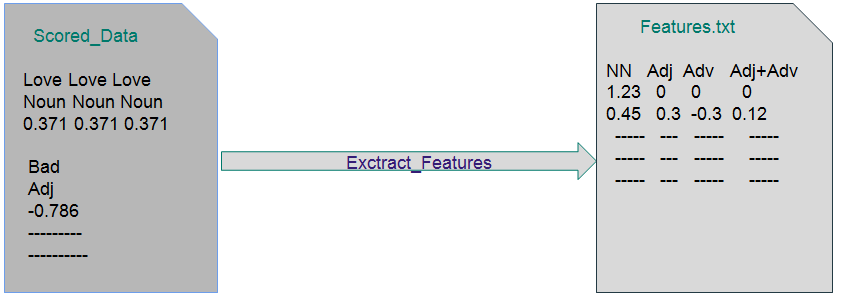 Scored_Data
Love Love Love
Noun Noun Noun
0.371 0.371 0.371
Bad
Adj
-0.786
---------
----------
Exctract_Features
Features.txt
NN Adj Adv Adj+Adv
1.23 0 0 0
0.45 0.3 -0.3 0.12
----- --- ----- -----
----- --- ----- -----
----- --- ----- -----